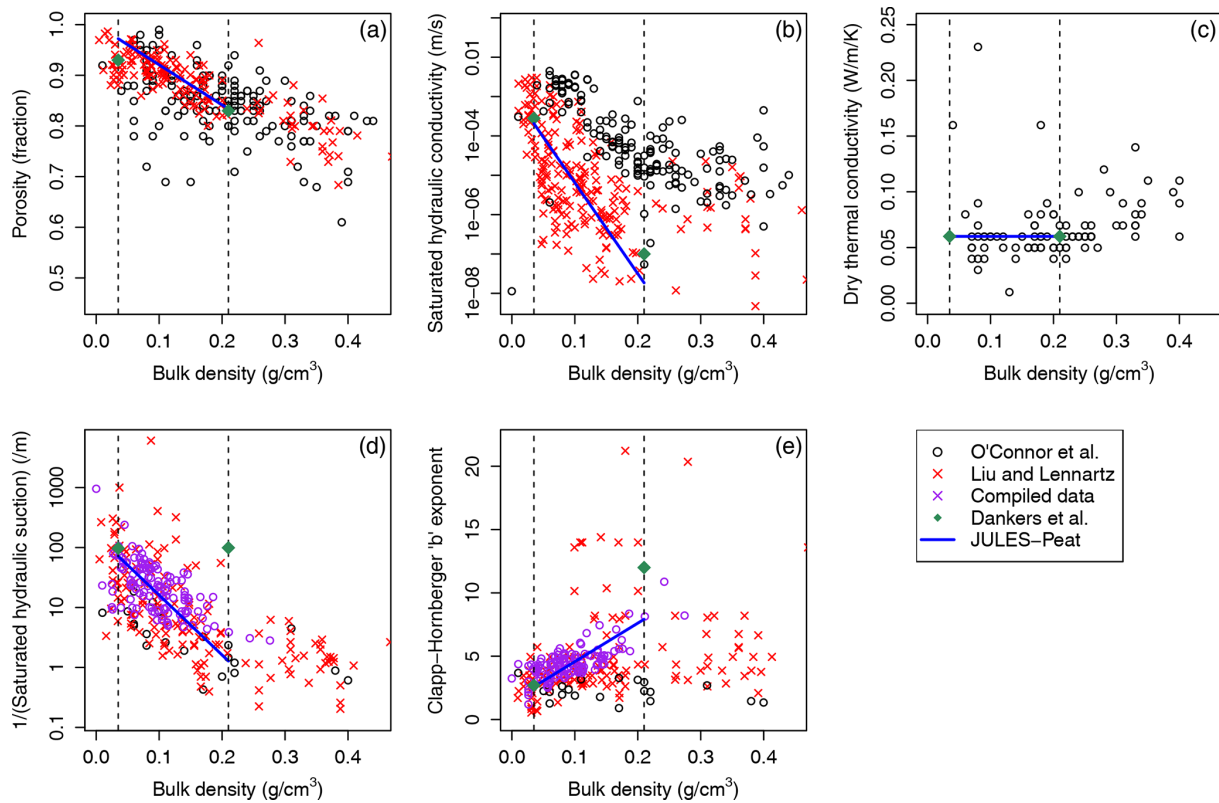 (a)
Porosity (fraction)
1.0
0.9
0.8
0.7
0.6
0.5
0.0 0.1 0.2 0.3 0.4
Bulk density (g/cm³)
(b)
Saturated hydraulic conductivity (m/s)
0.01
1e−04
1e−06
1e−08
0.0 0.1 0.2 0.3 0.4
Bulk density (g/cm³)
(c)
Dry thermal conductivity (W/m/K)
0.25
0.20
0.15
0.10
0.05
0.00
0.0 0.1 0.2 0.3 0.4
Bulk density (g/cm³)
(d)
1/(Saturated hydraulic suction) (/m)
1000
100
10
1
0.1
0.0 0.1 0.2 0.3 0.4
Bulk density (g/cm³)
(e)
Clapp−Hornberger 'b' exponent
20
15
10
5
0
0.0 0.1 0.2 0.3 0.4
Bulk density (g/cm³)
O'Connor et al.
Liu and Lennartz
Compiled data
Dankers et al.
JULES−Peat